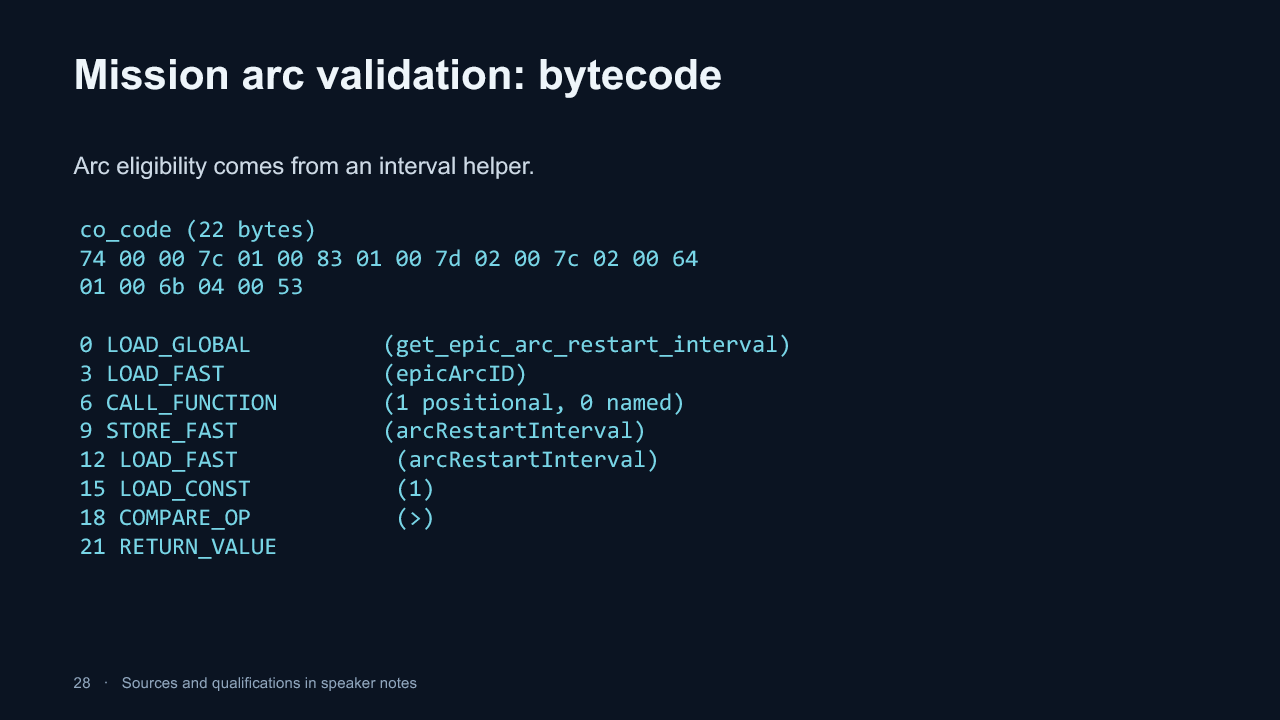 Mission arc validation: bytecode
Arc eligibility comes from an interval helper.
co_code (22 bytes)
74 00 00 7c 01 00 83 01 00 7d 02 00 7c 02 00 64
01 00 6b 04 00 53
0 LOAD_GLOBAL          (get_epic_arc_restart_interval)
3 LOAD_FAST            (epicArcID)
6 CALL_FUNCTION        (1 positional, 0 named)
9 STORE_FAST           (arcRestartInterval)
12 LOAD_FAST            (arcRestartInterval)
15 LOAD_CONST           (1)
18 COMPARE_OP           (>)
21 RETURN_VALUE
28 · Sources and qualifications in speaker notes